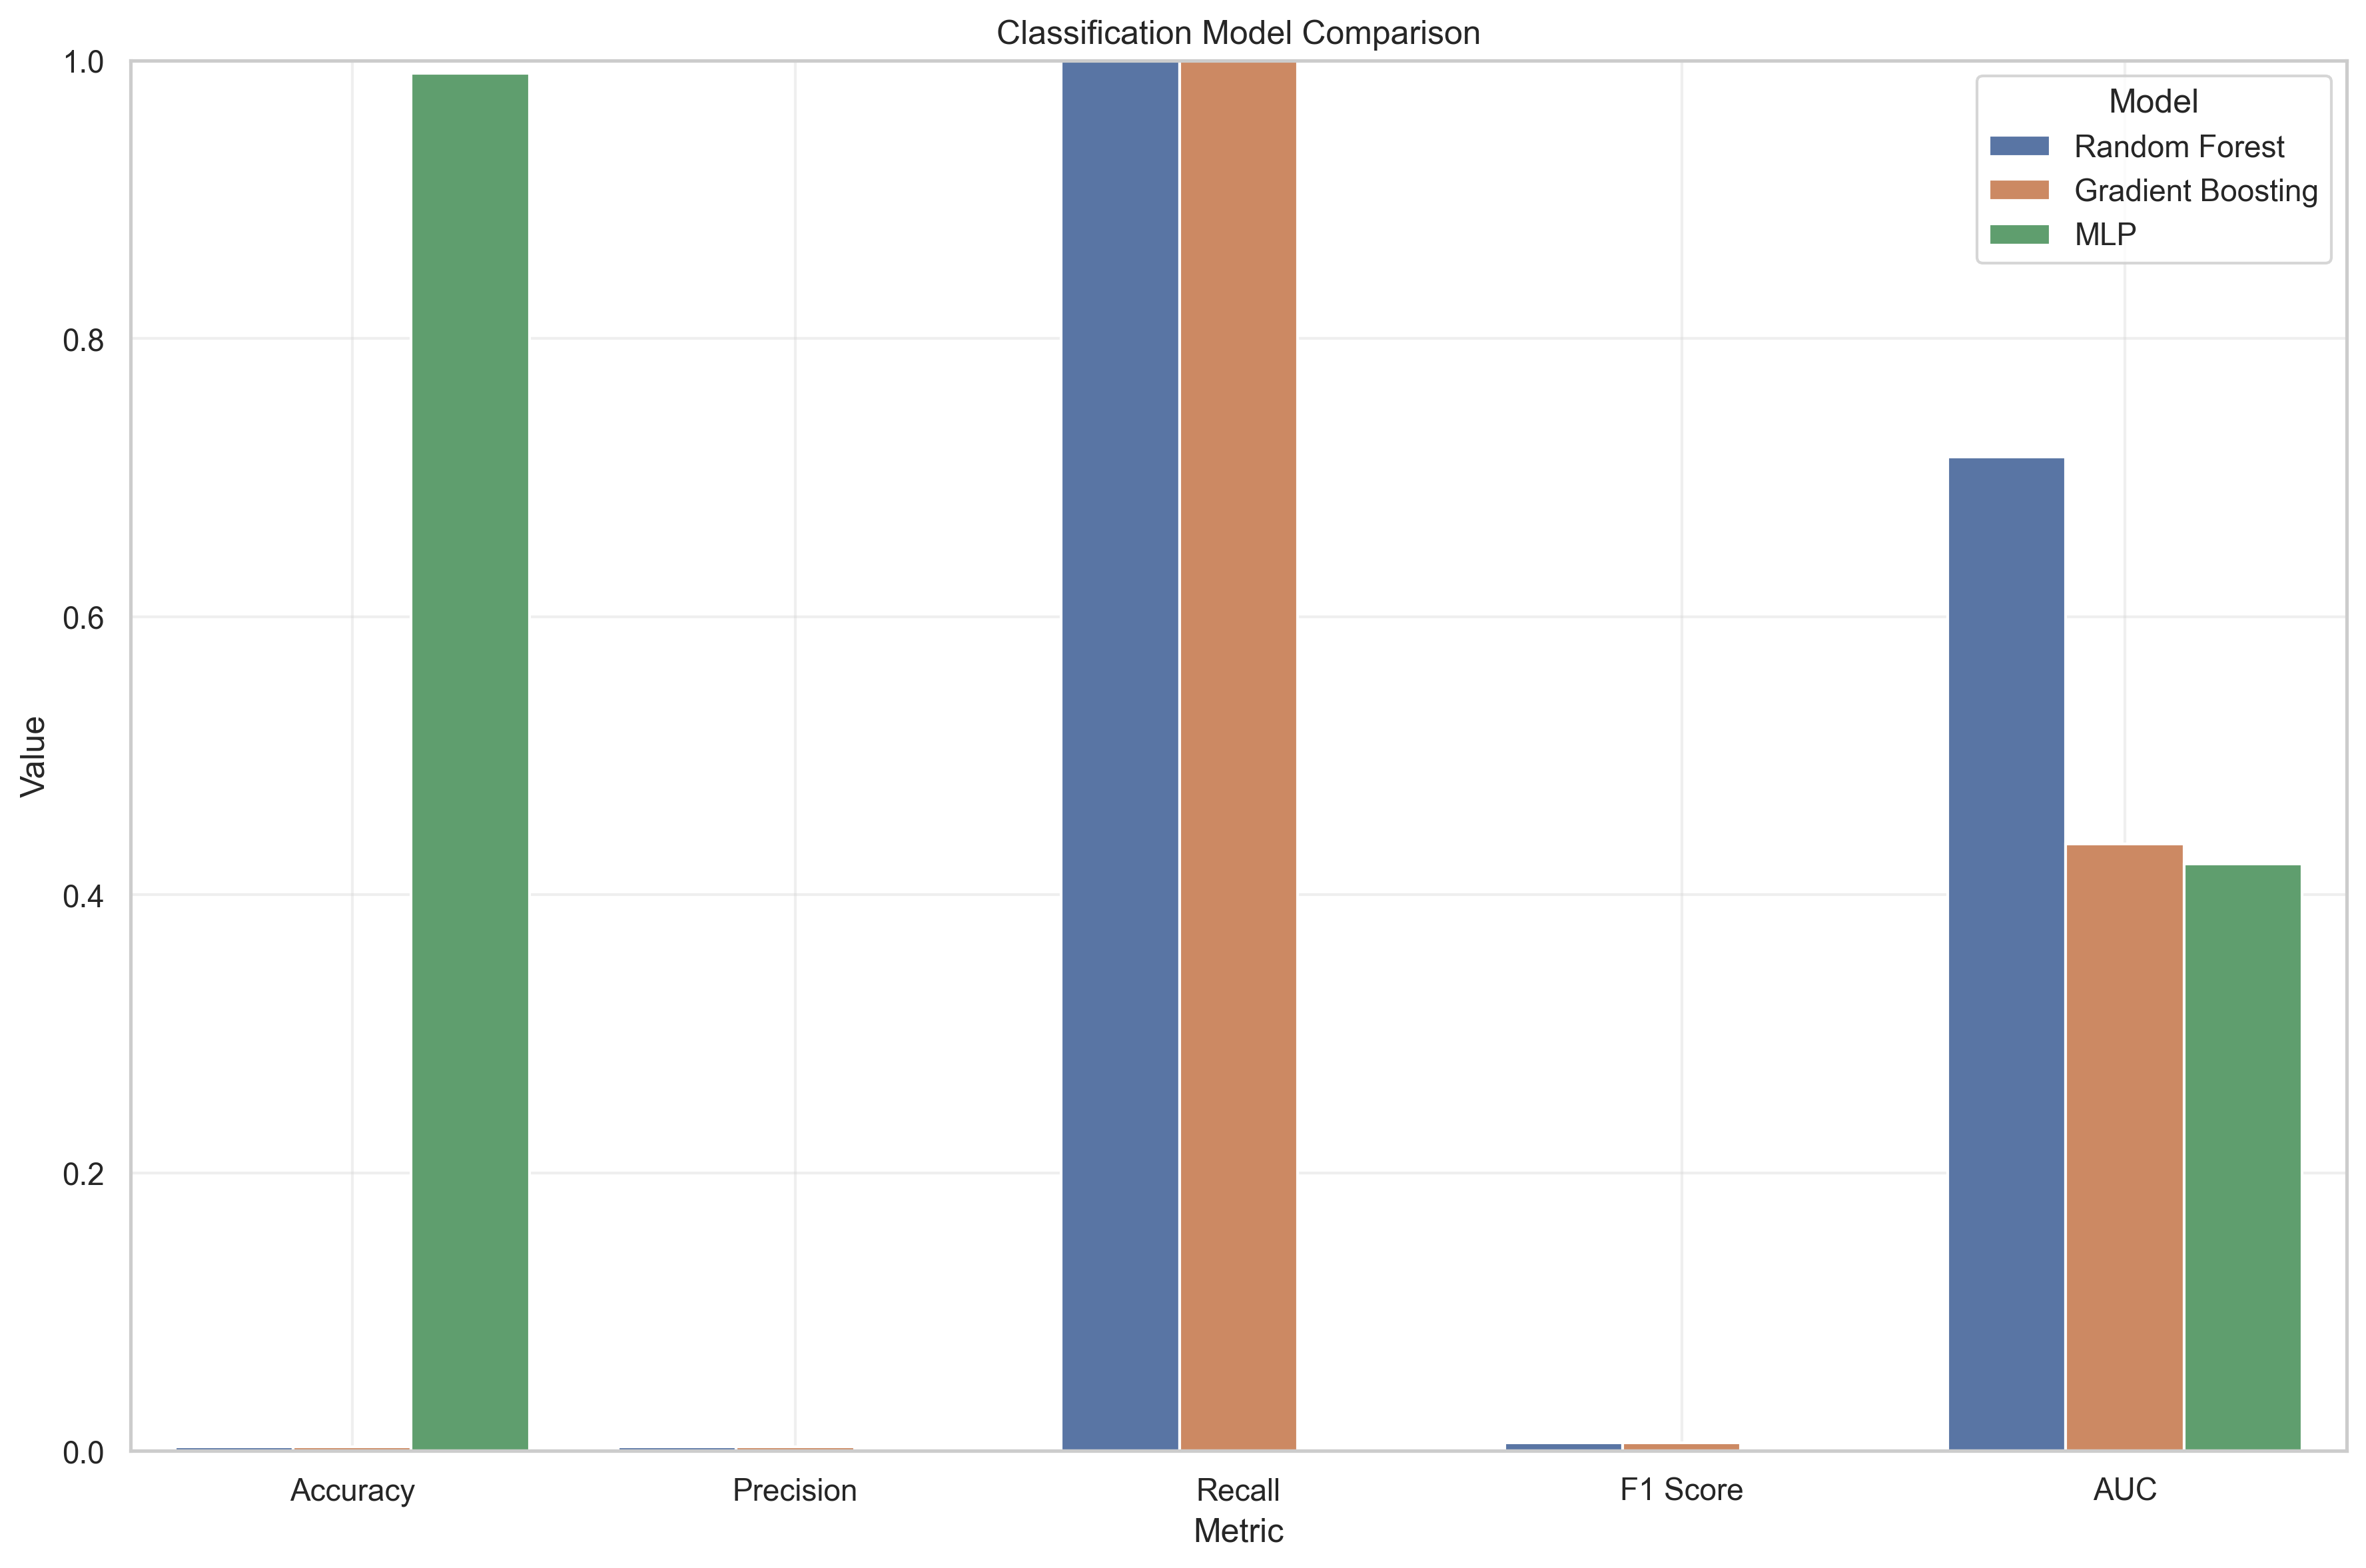 Classification Model Comparison
1.0
0.8
0.6
0.4
0.2
0.0
Value
Model
Random Forest
Gradient Boosting
MLP
Accuracy
Precision
Recall
F1 Score
AUC
Metric